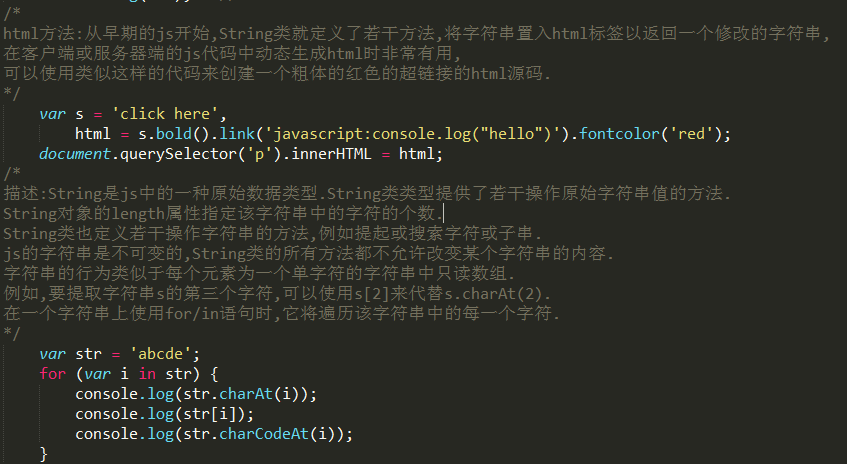 /*
html方法:从早期的js开始,String类就定义了若干方法,将字符串置入html标签以返回一个修改的字符串,
在客户端或服务器端的js代码中动态生成html时非常有用,
可以使用类似这样的代码来创建一个粗体的红色的超链接的html源码.
*/
var s = 'click here',
html = s.bold().link('javascript:console.log("hello")').fontcolor('red');
document.querySelector('p').innerHTML = html;
/*
描述:String是js中的一种原始数据类型.String类类型提供了若干操作原始字符串值的方法.
String对象的length属性指定该字符串中的字符的个数.
String类也定义若干操作字符串的方法,例如提起或搜索字符或子串.
js的字符串是不可变的,String类的所有方法都不允许改变某个字符串的内容.
字符串的行为类似于每个元素为一个单字符的字符串中只读数组.
例如,要提取字符串s的第三个字符,可以使用s[2]来代替s.charAt(2).
在一个字符串上使用for/in语句时,它将遍历该字符串中的每一个字符.
*/
var str = 'abcde';
for (var i in str) {
console.log(str.charAt(i));
console.log(str[i]);
console.log(str.charCodeAt(i));
}